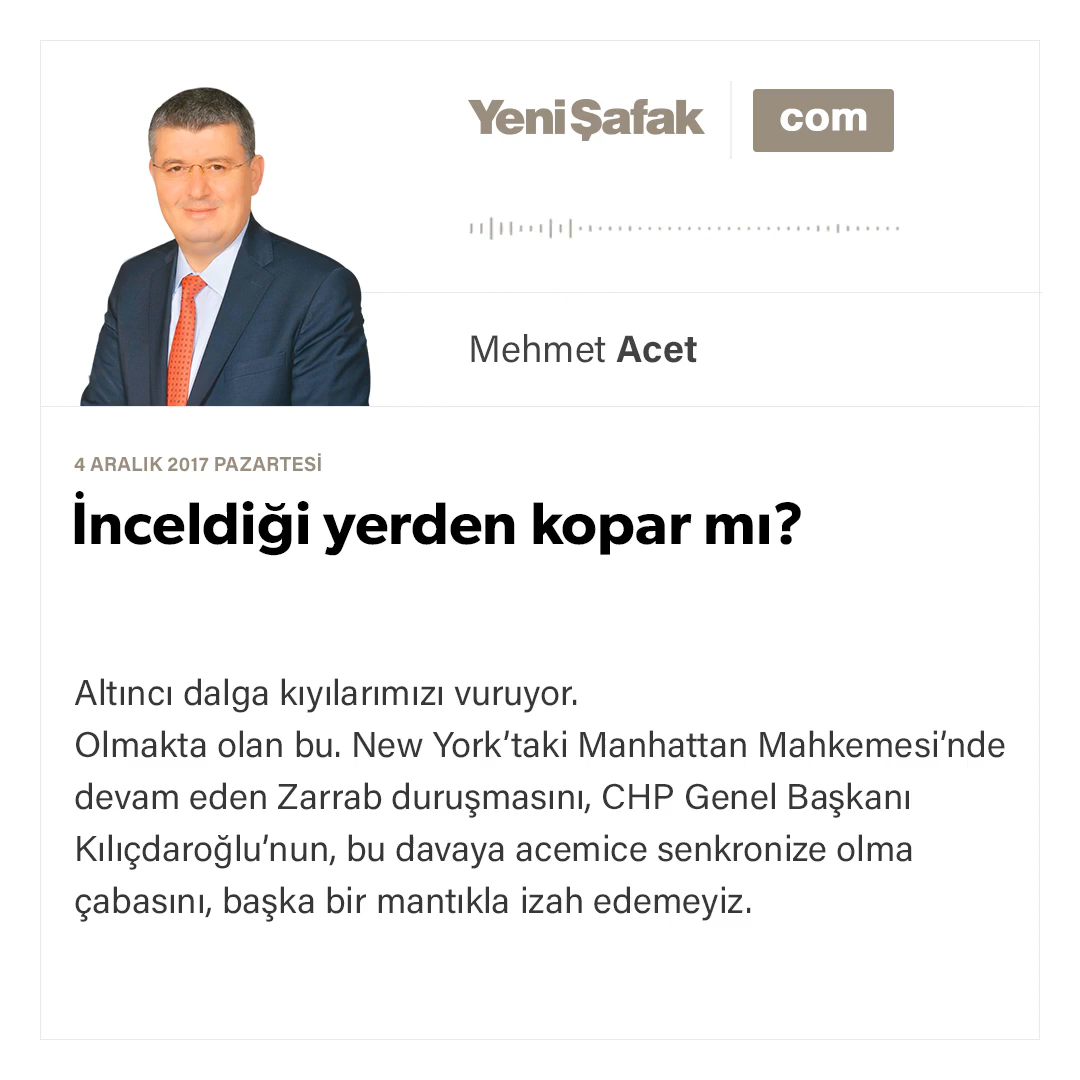 YeniŞafak com
Mehmet Acet
4 ARALIK 2017 PAZARTESİ
İnceldiği yerden kopar mı?
Altıncı dalga kıyılarımızı vuruyor.
Olmakta olan bu. New York’taki Manhattan Mahkemesi’nde
devam eden Zarrab duruşmasını, CHP Genel Başkanı
Kılıçdaroğlu’nun, bu davaya acemice senkronize olma
çabasını, başka bir mantıkla izah edemeyiz.